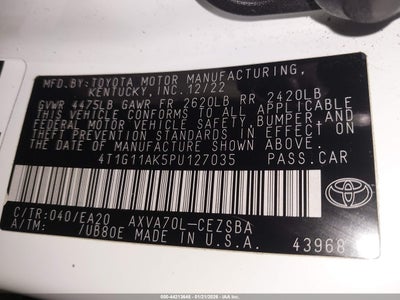 MFD.BY:TOYOTA MOTOR MANUFACTURING,
KENTUCKY, INC. 12/22
GVWR 4475LB GAWR FR 2620LB RR 2420LB
THIS VEHICLE CONFORMS TO ALL APPLICABLE
FEDERAL MOTOR VEHICLE SAFETY,BUMPER,AND
THEFT PREVENTION STANDARDS IN EFFECT ON
THE DATE OF MANUFACTURE SHOWN ABOVE.
4T1G11AK5PU127035 PASS.CAR
C/TR:040/EA20 AXVA70L-CEZSBA
A/TM: /UB80E MADE IN U.S.A.
43968
TOYOTA